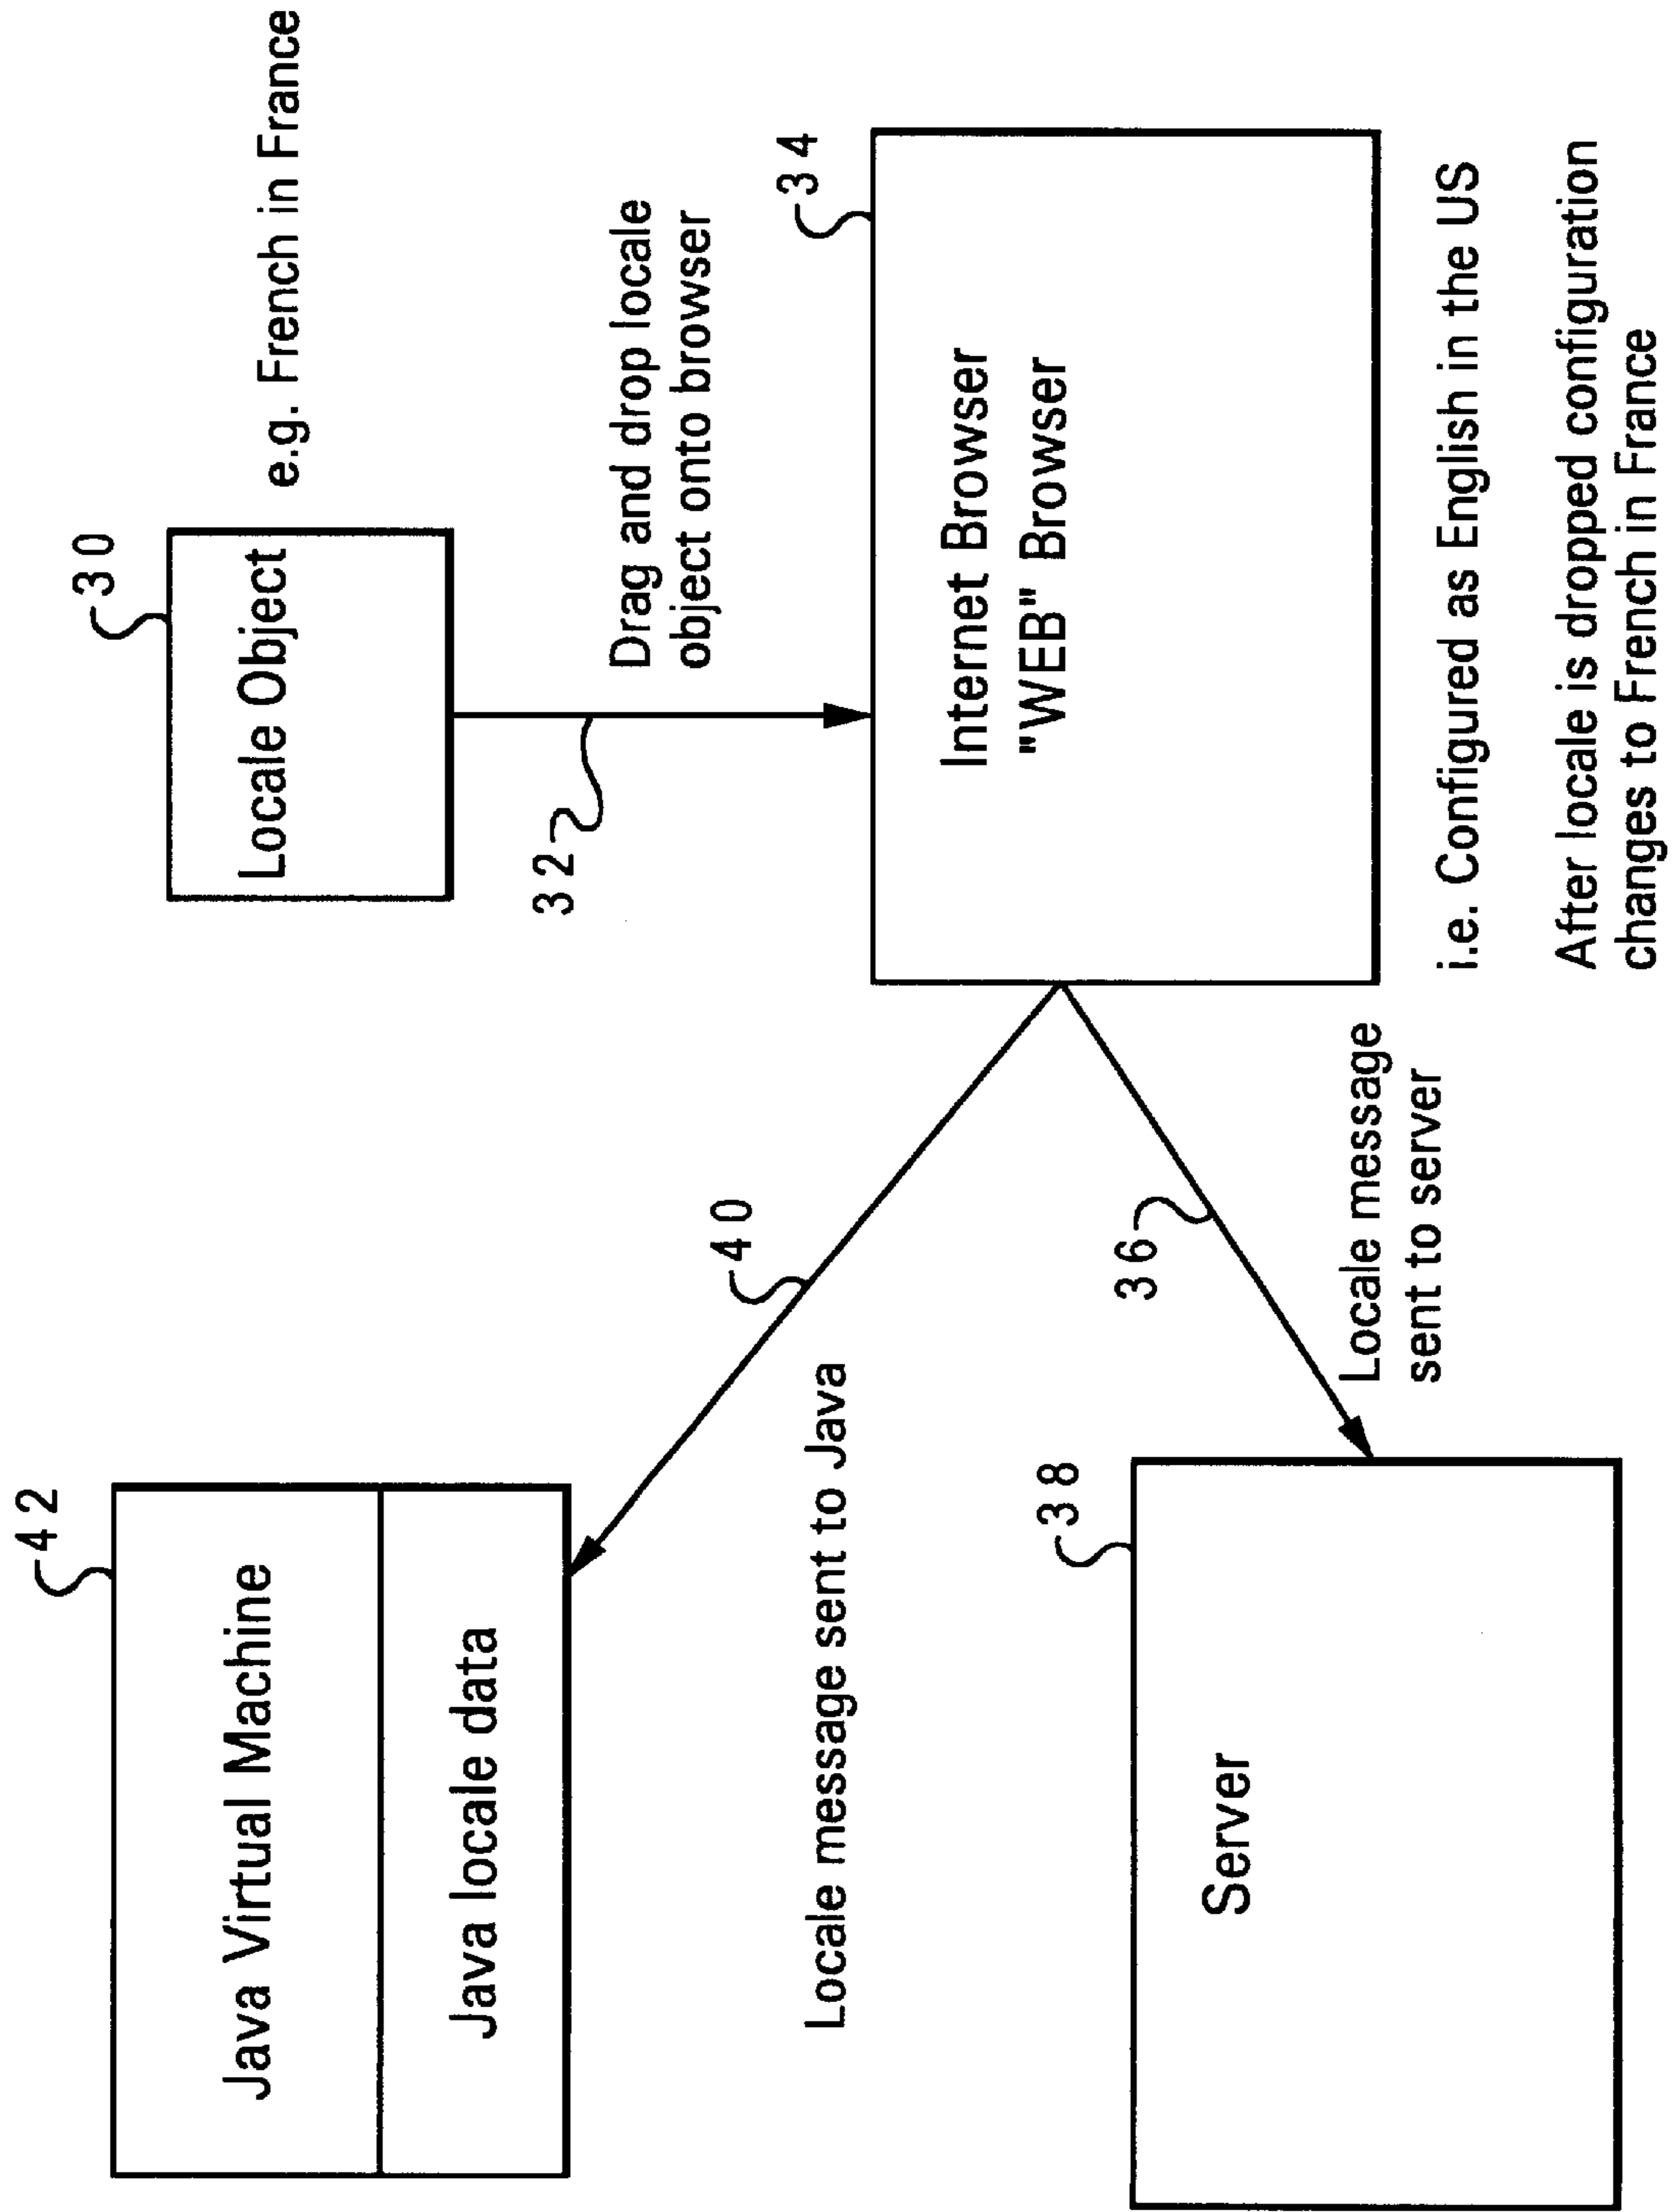 42
Java Virtual Machine
Java locale data
30
Locale Object
e.g. French in France
32
Drag and drop locale
object onto browser
40
Locale message sent to Java
34
Internet Browser
"WEB" Browser
36
Locale message
sent to server
38
Server
i.e. Configured as English in the US
After locale is dropped configuration
changes to French in France